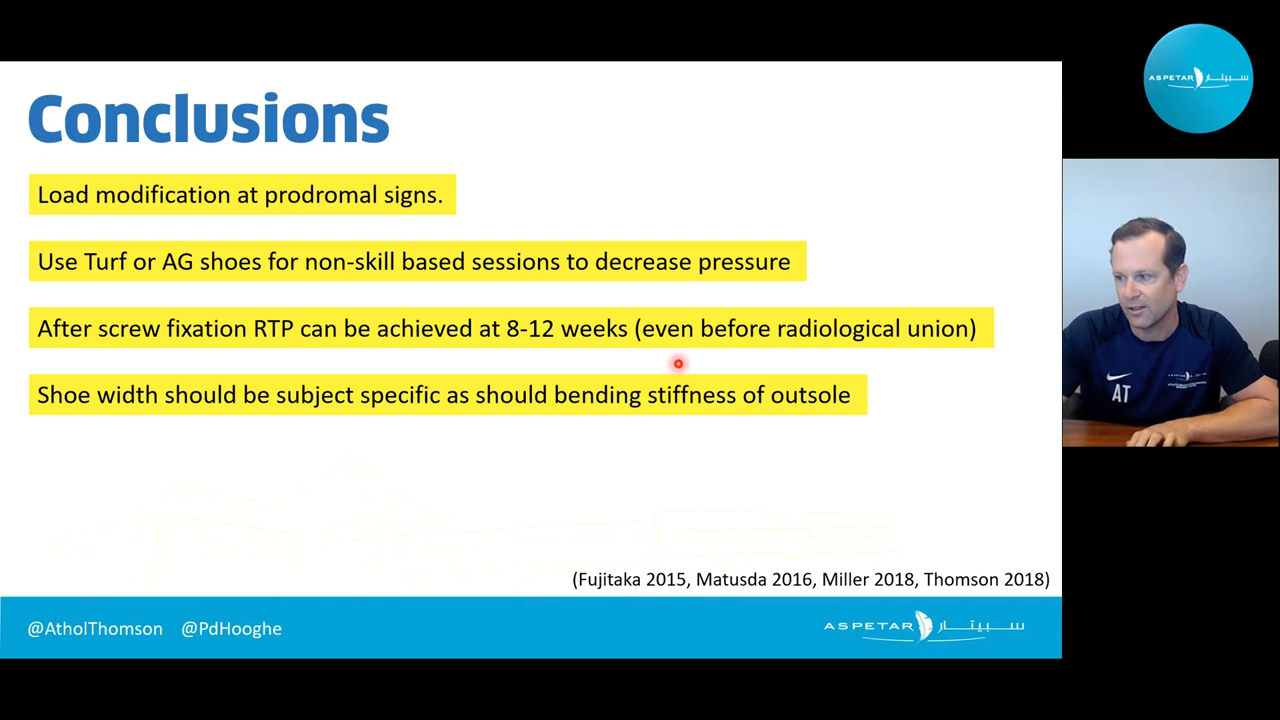 ASPETAR سبيتار
Conclusions
Load modification at prodromal signs.
Use Turf or AG shoes for non-skill based sessions to decrease pressure
After screw fixation RTP can be achieved at 8-12 weeks (even before radiological union)
Shoe width should be subject specific as should bending stiffness of outsole
AT
(Fujitaka 2015, Matusda 2016, Miller 2018, Thomson 2018)
@AtholThomson @PdHooghe
ASPETAR سبيتار